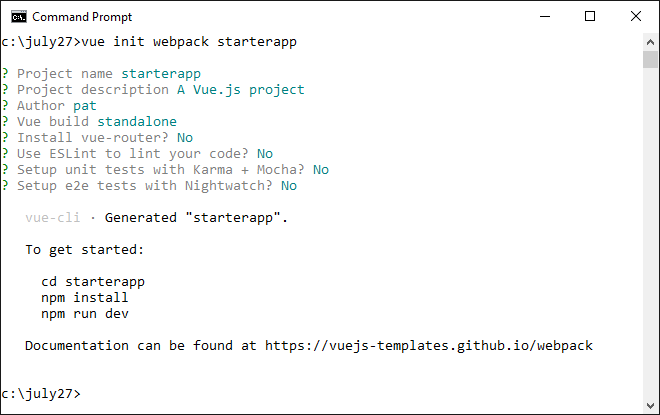 Command Prompt
c:\july27>vue init webpack starterapp
? Project name starterapp
? Project description A Vue.js project
? Author pat
? Vue build standalone
? Install vue-router? No
? Use ESLint to lint your code? No
? Setup unit tests with Karma + Mocha? No
? Setup e2e tests with Nightwatch? No
vue-cli · Generated "starterapp".
To get started:
cd starterapp
npm install
npm run dev
Documentation can be found at https://vuejs-templates.github.io/webpack
c:\july27>